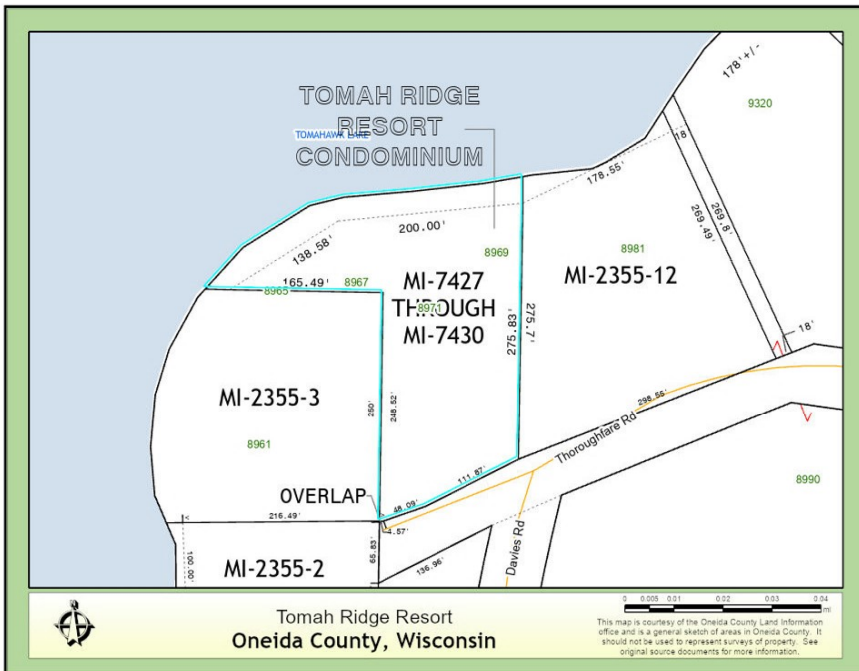 178'+/-
9320
TOMAH RIDGE
RESORT
CONDOMINIUM
TOMAHAWK LAKE
18
178.55'
200.00'
138.58'
269.49'
269.8'
8969
8981
165.49'
8967
8965
MI-7427
THROUGH
MI-7430
8971
MI-2355-12
275.83'
275.7'
18'
MI-2355-3
250'
248.52'
298.55'
8961
Thoroughfare Rd
8990
OVERLAP
48.09'
111.87'
216.49'
4.57'
100.00'
65.83'
136.96'
Davies Rd
MI-2355-2
Tomah Ridge Resort
Oneida County, Wisconsin
0 0.005 0.01 0.02 0.03 0.04
mi
This map is courtesy of the Oneida County Land Information
office and is a general sketch of areas in Oneida County. It
should not be used to represent surveys of property. See
original source documents for more information.